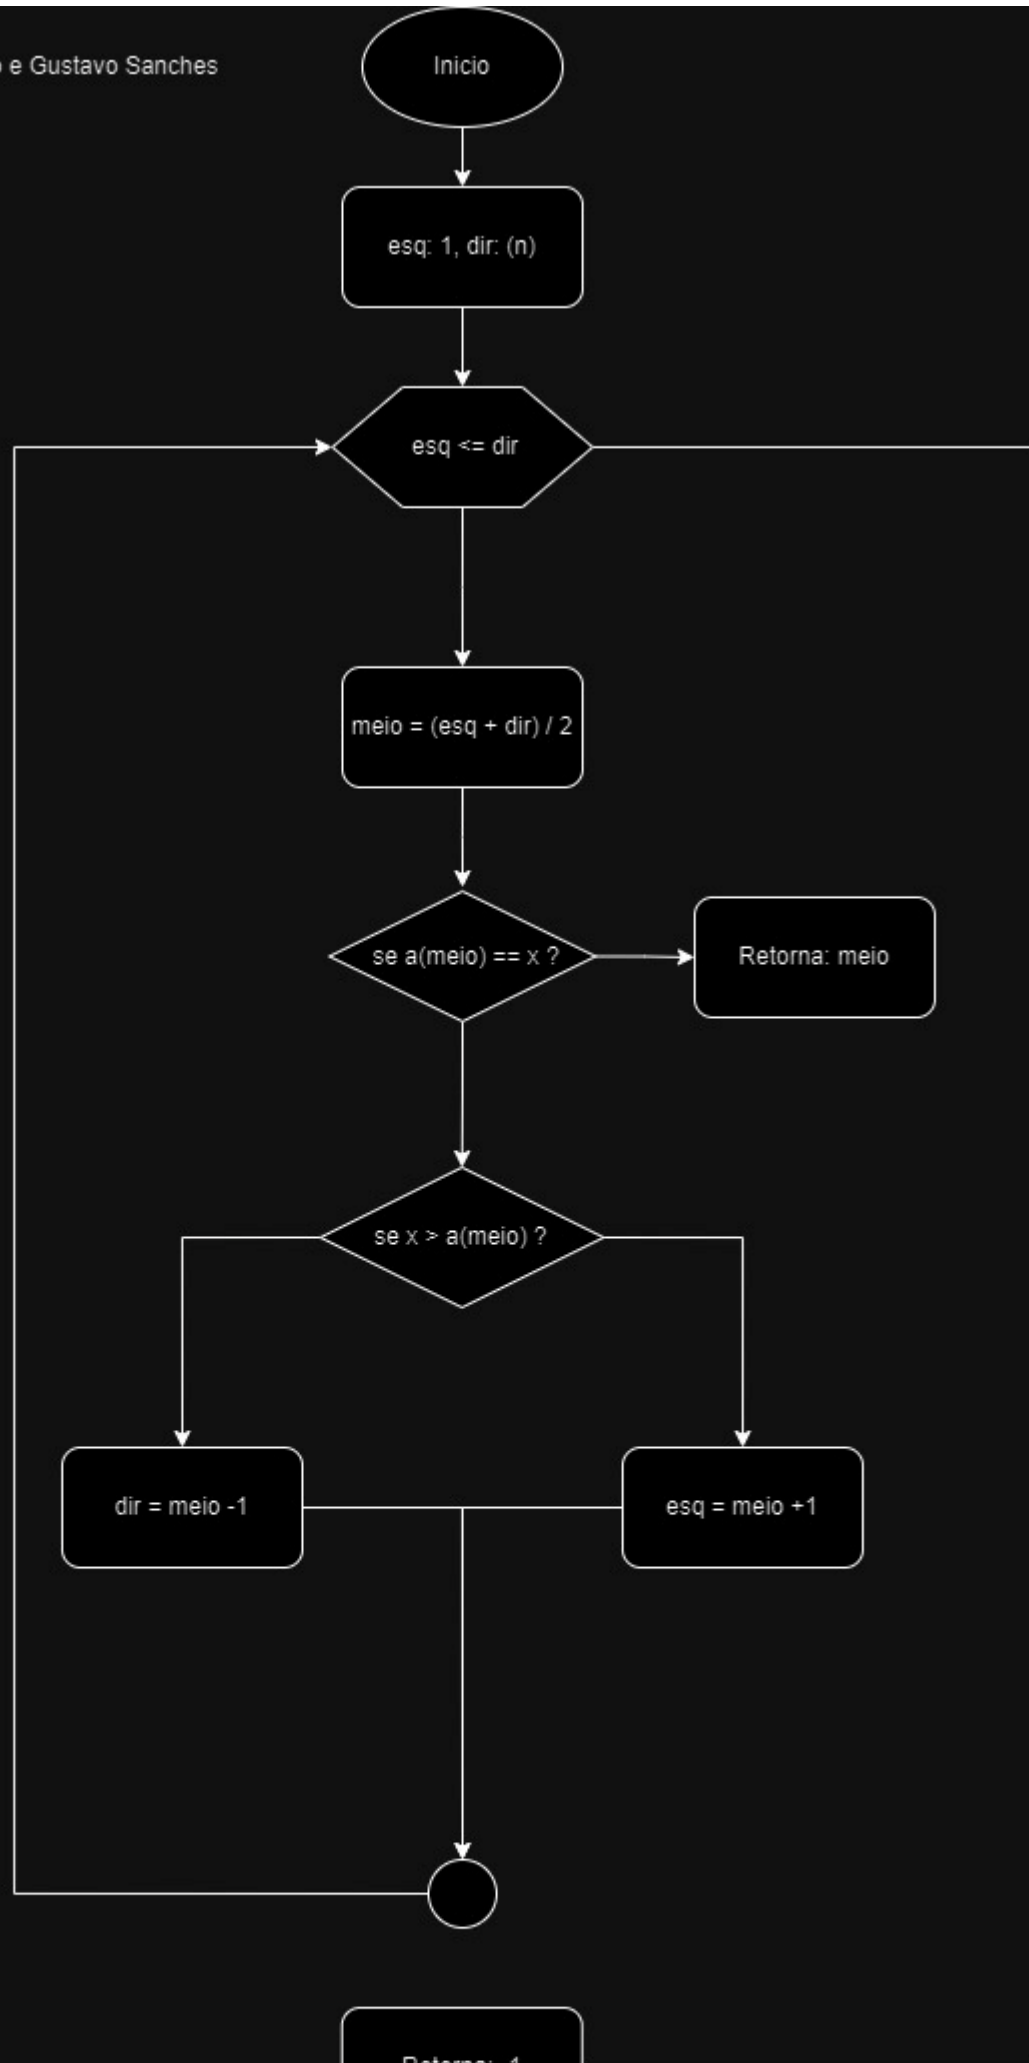 e Gustavo Sanches
Inicio
esq: 1, dir: (n)
esq <= dir
meio = (esq + dir) / 2
se a(meio) == x ?
Retorna: meio
se x > a(meio) ?
dir = meio -1
esq = meio +1